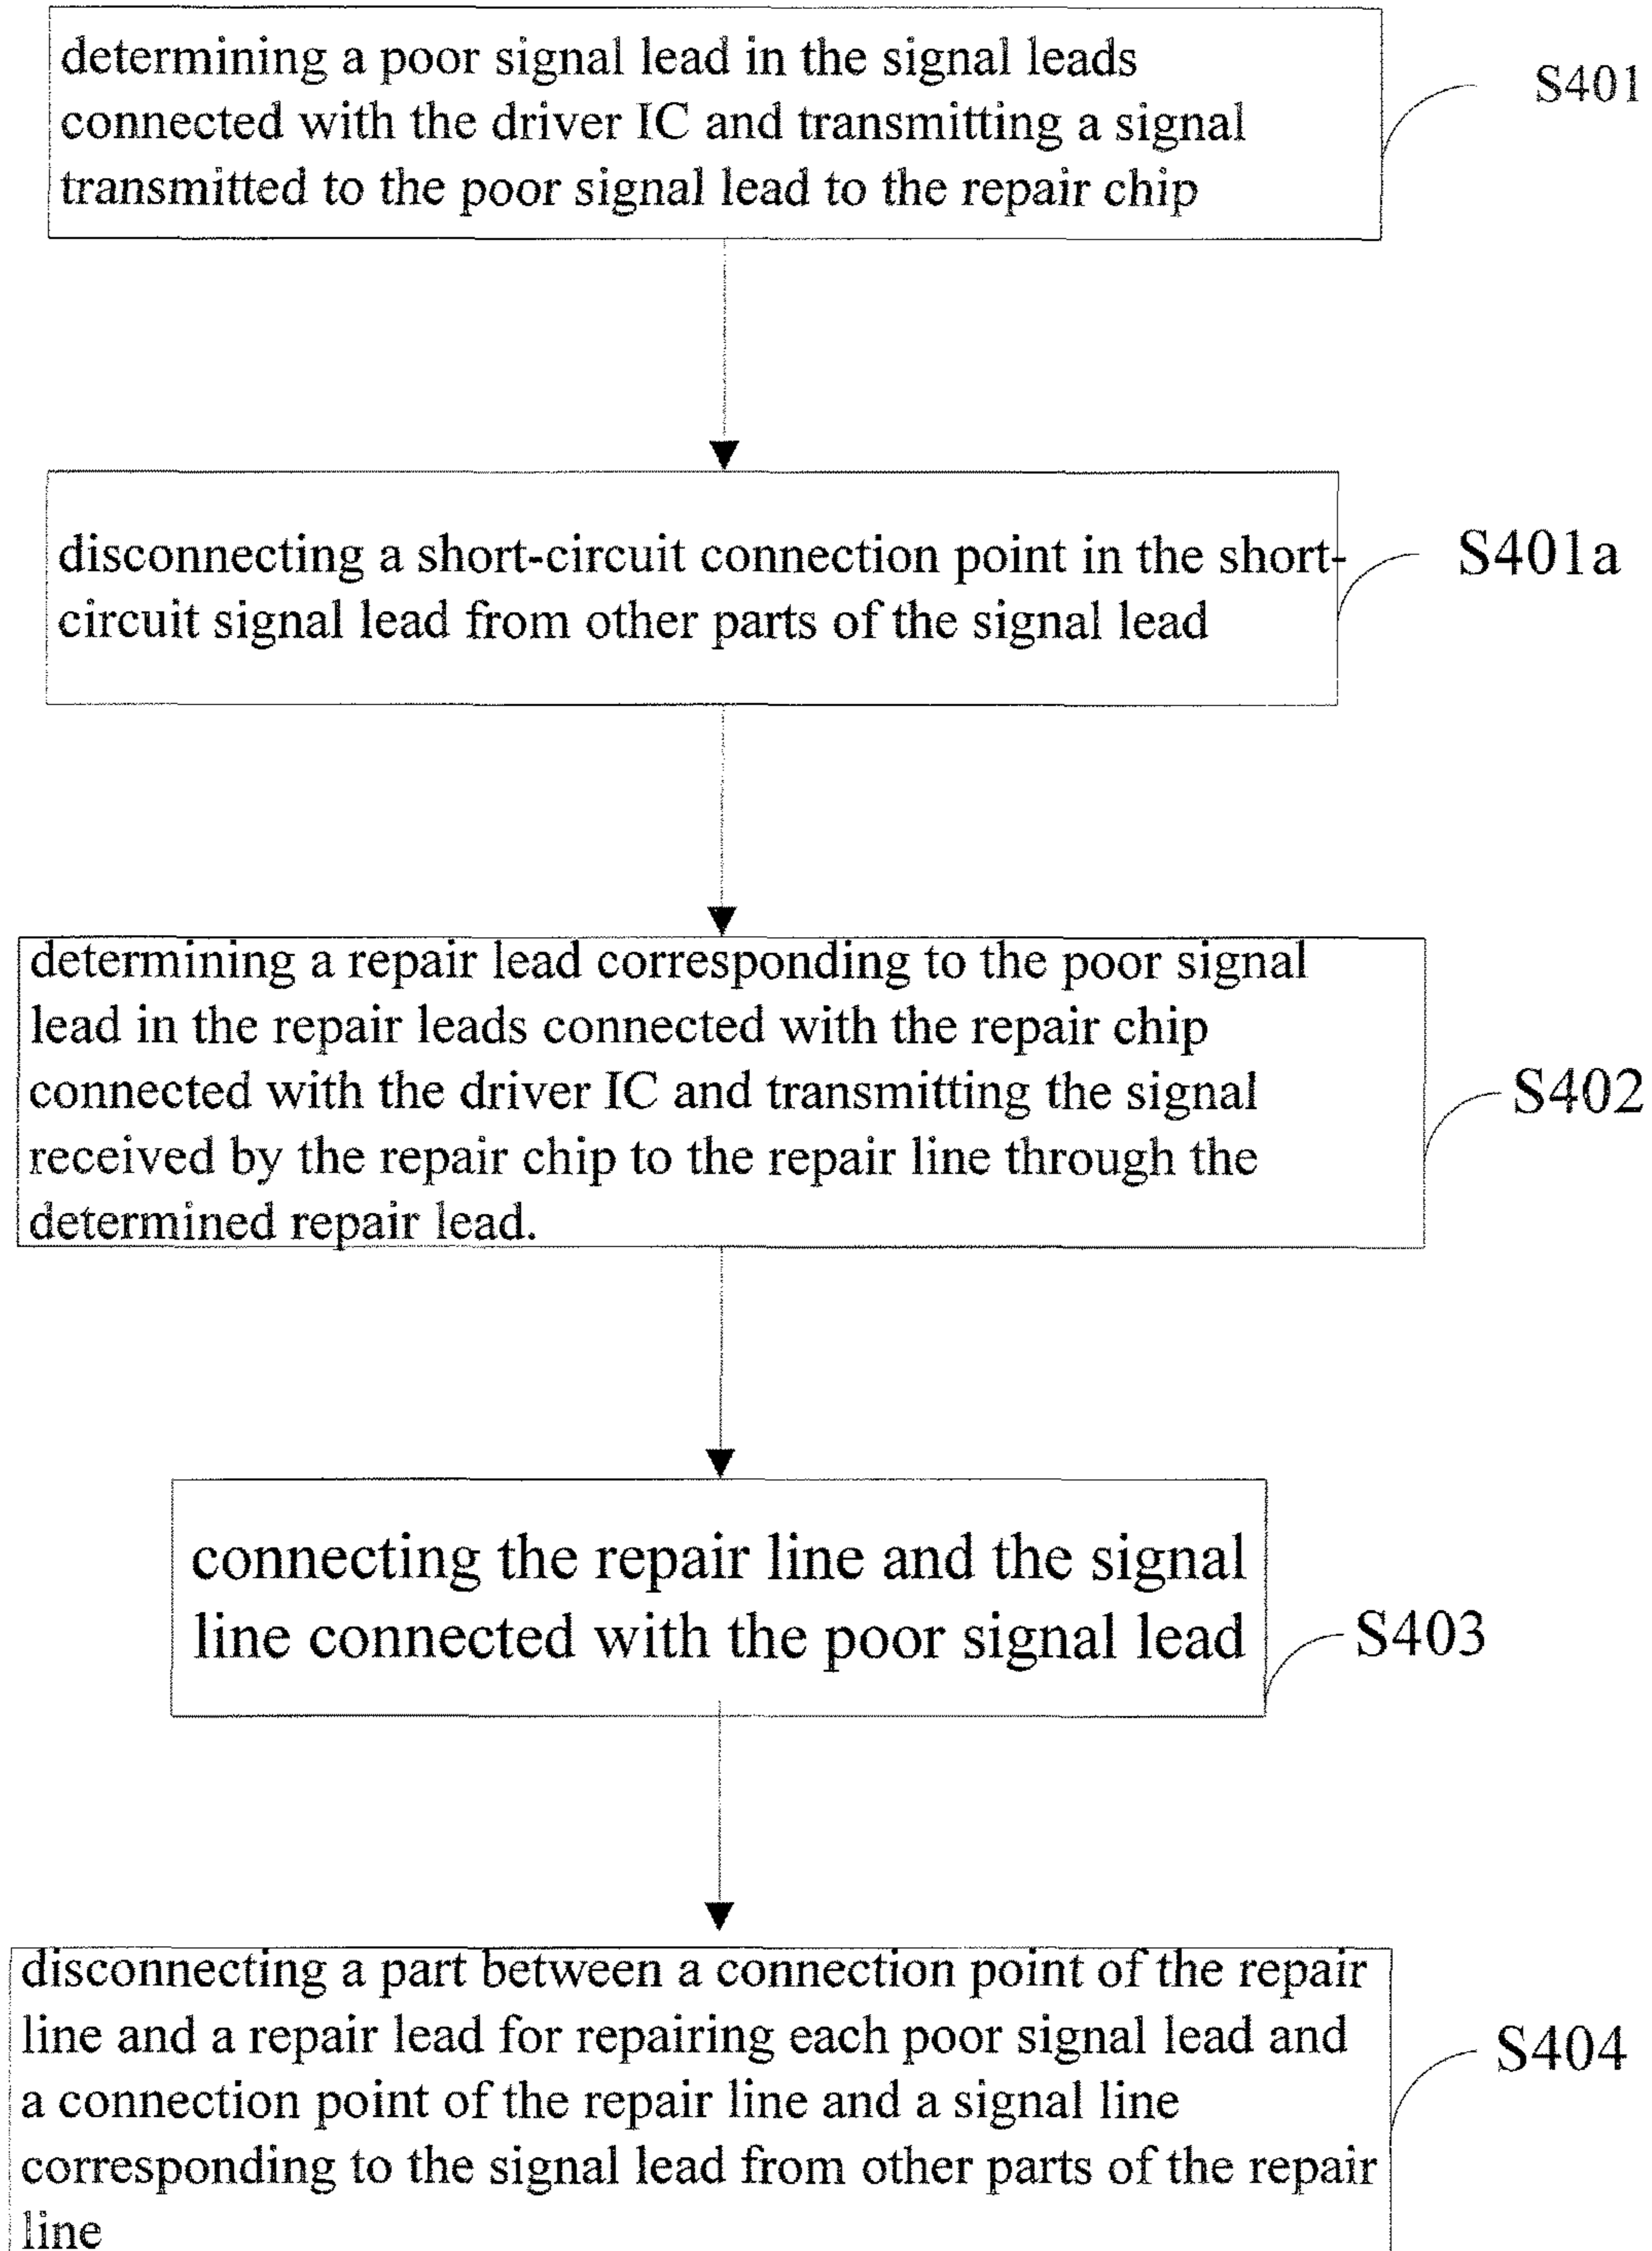 determining a poor signal lead in the signal leads
connected with the driver IC and transmitting a signal
transmitted to the poor signal lead to the repair chip
S401
disconnecting a short-circuit connection point in the short-
circuit signal lead from other parts of the signal lead
S401a
determining a repair lead corresponding to the poor signal
lead in the repair leads connected with the repair chip
connected with the driver IC and transmitting the signal
received by the repair chip to the repair line through the
determined repair lead.
S402
connecting the repair line and the signal
line connected with the poor signal lead
S403
disconnecting a part between a connection point of the repair
line and a repair lead for repairing each poor signal lead and
a connection point of the repair line and a signal line
corresponding to the signal lead from other parts of the repair
line
S404